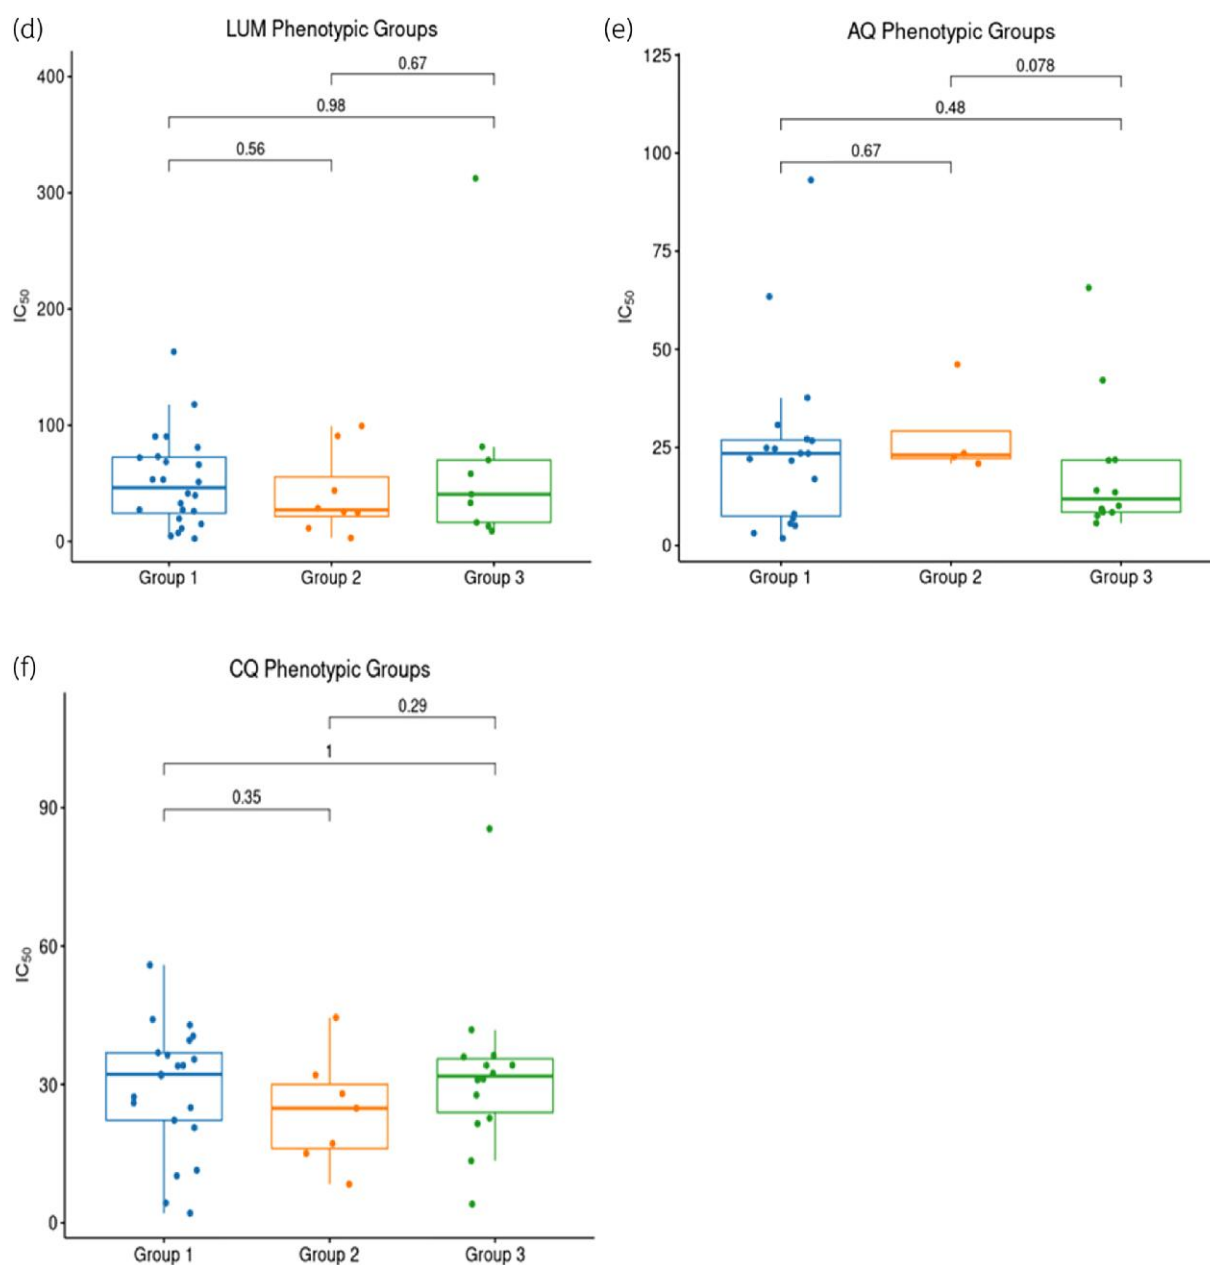 (d)
LUM Phenotypic Groups
400
300
200
100
0
IC50
0.67
0.98
0.56
Group 1
Group 2
Group 3
(e)
AQ Phenotypic Groups
125
100
75
50
25
0
IC50
0.078
0.48
0.67
Group 1
Group 2
Group 3
(f)
CQ Phenotypic Groups
90
60
30
0
IC50
0.29
1
0.35
Group 1
Group 2
Group 3